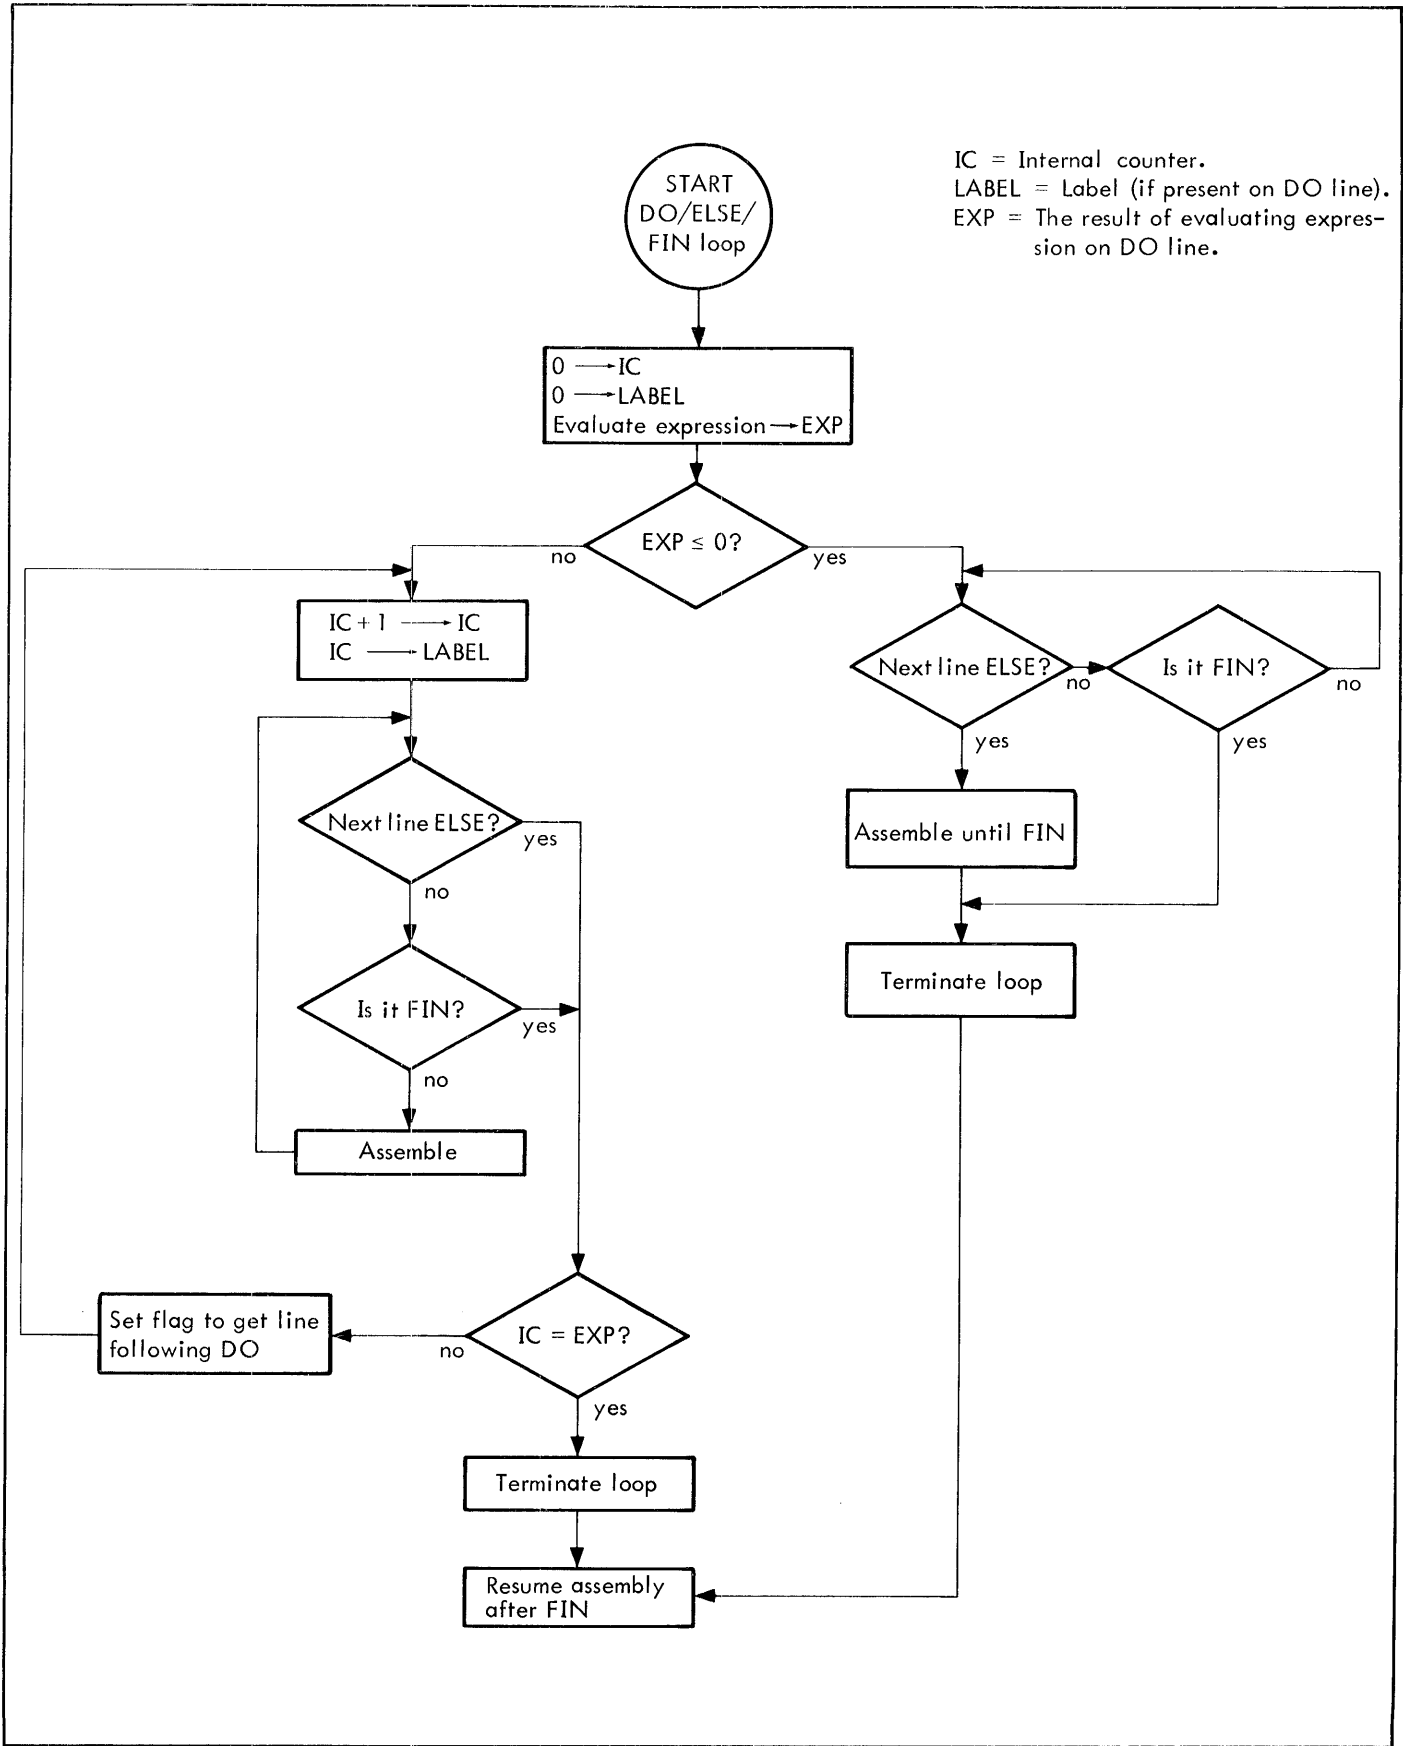 START
DO/ELSE/
FIN loop
IC = Internal counter.
LABEL = Label (if present on DO line).
EXP = The result of evaluating expres-
sion on DO line.
0 → IC
0 → LABEL
Evaluate expression → EXP
EXP ≤ 0?
no
yes
IC + 1 → IC
IC → LABEL
Next line ELSE?
no
Is it FIN?
no
yes
yes
Next line ELSE?
yes
no
Assemble until FIN
Is it FIN?
yes
no
Terminate loop
Assemble
Set flag to get line
following DO
IC = EXP?
no
yes
Terminate loop
Resume assembly
after FIN